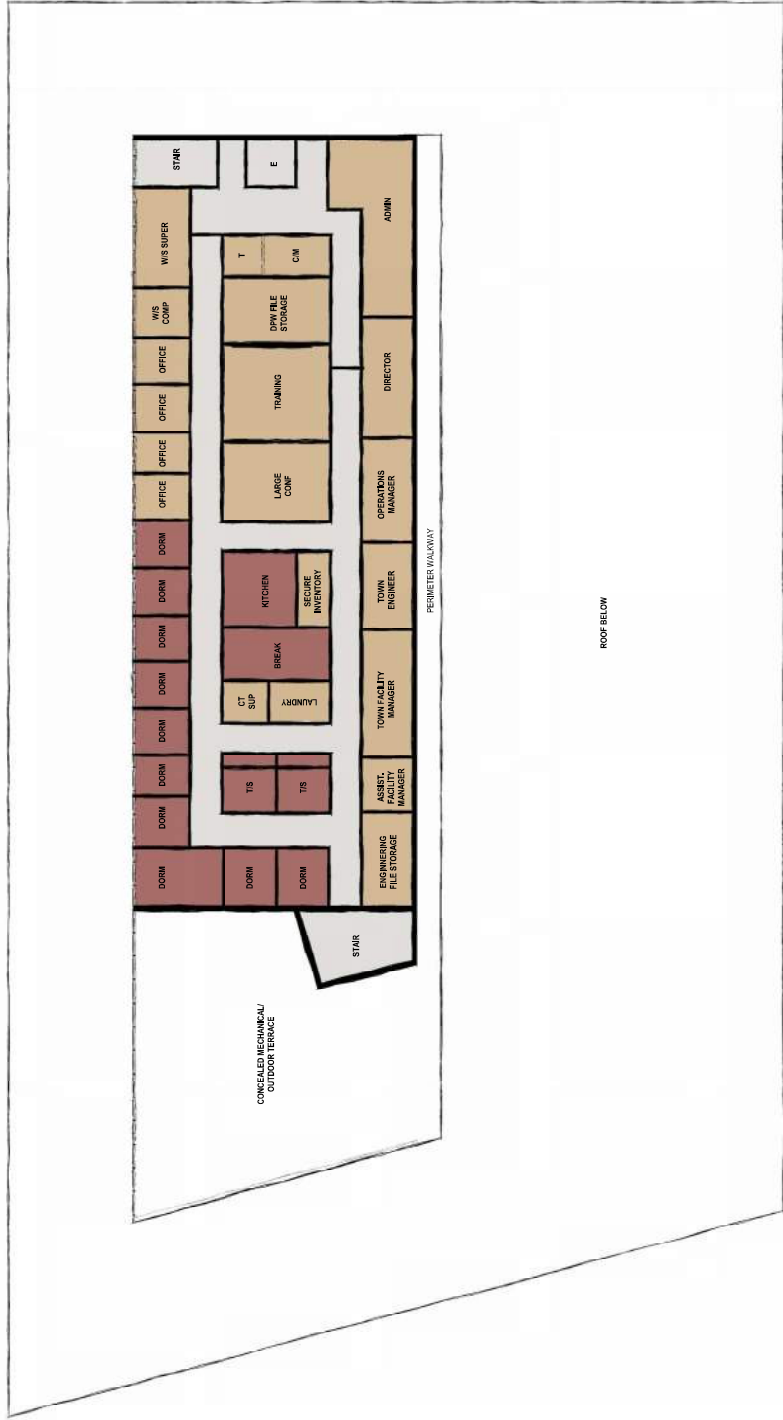 STAIR
E
W/S SUPER
ADMIN
T
C/M
W/S
COMP
DPW FILE
STORAGE
OFFICE
TRAINING
DIRECTOR
OFFICE
OFFICE
LARGE
CONF
OPERATIONS
MANAGER
OFFICE
DORM
KITCHEN
SECURE
INVENTORY
TOWN
ENGINEER
PERIMETER WALKWAY
DORM
DORM
BREAK
ROOF BELOW
DORM
CT
SUP
LAUNDRY
TOWN FACILITY
MANAGER
DORM
DORM
T/S
T/S
ASSIST.
FACILITY
MANAGER
DORM
DORM
DORM
DORM
ENGINNERING
FILE STORAGE
STAIR
CONCEALED MECHANICAL/
OUTDOOR TERRACE